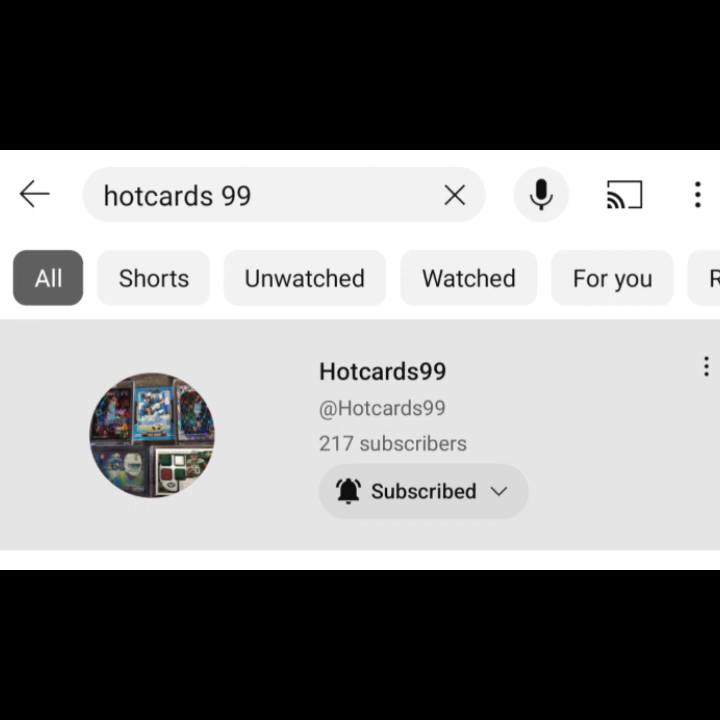 hotcards 99
All Shorts Unwatched Watched For you R
Hotcards99
@Hotcards99
217 subscribers
Subscribed